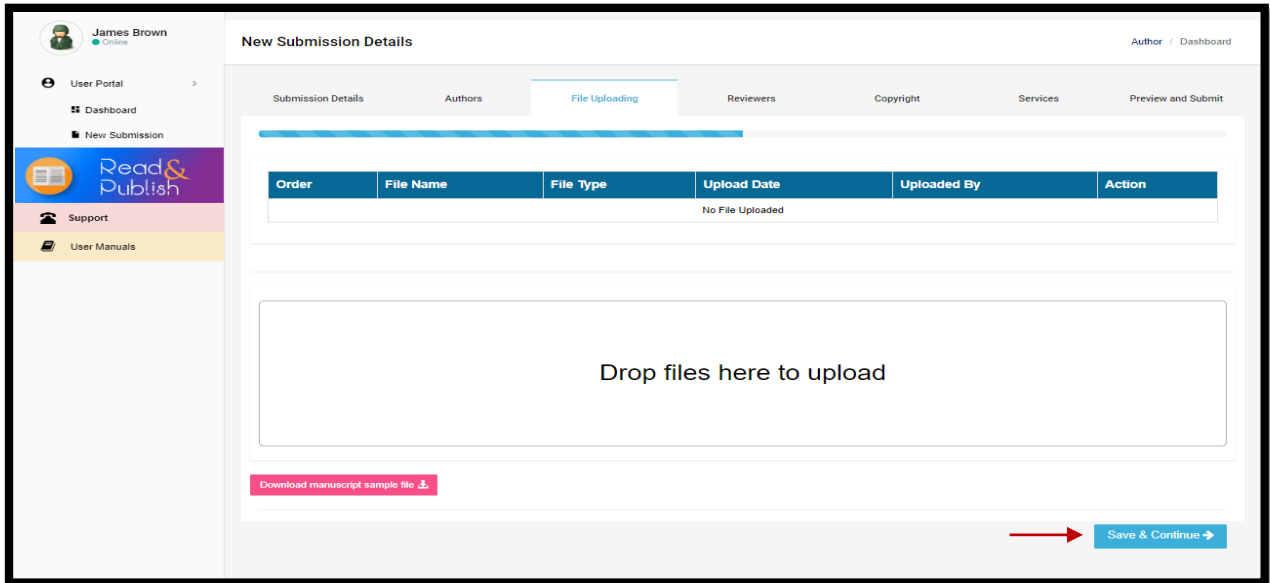 James Brown
Online
New Submission Details
Author / Dashboard
User Portal >
Dashboard
New Submission
Read&
Publish
Support
User Manuals
Submission Details Authors File Uploading Reviewers Copyright Services Preview and Submit
Order File Name File Type Upload Date Uploaded By Action
No File Uploaded
Drop files here to upload
Download manuscript sample file
Save & Continue